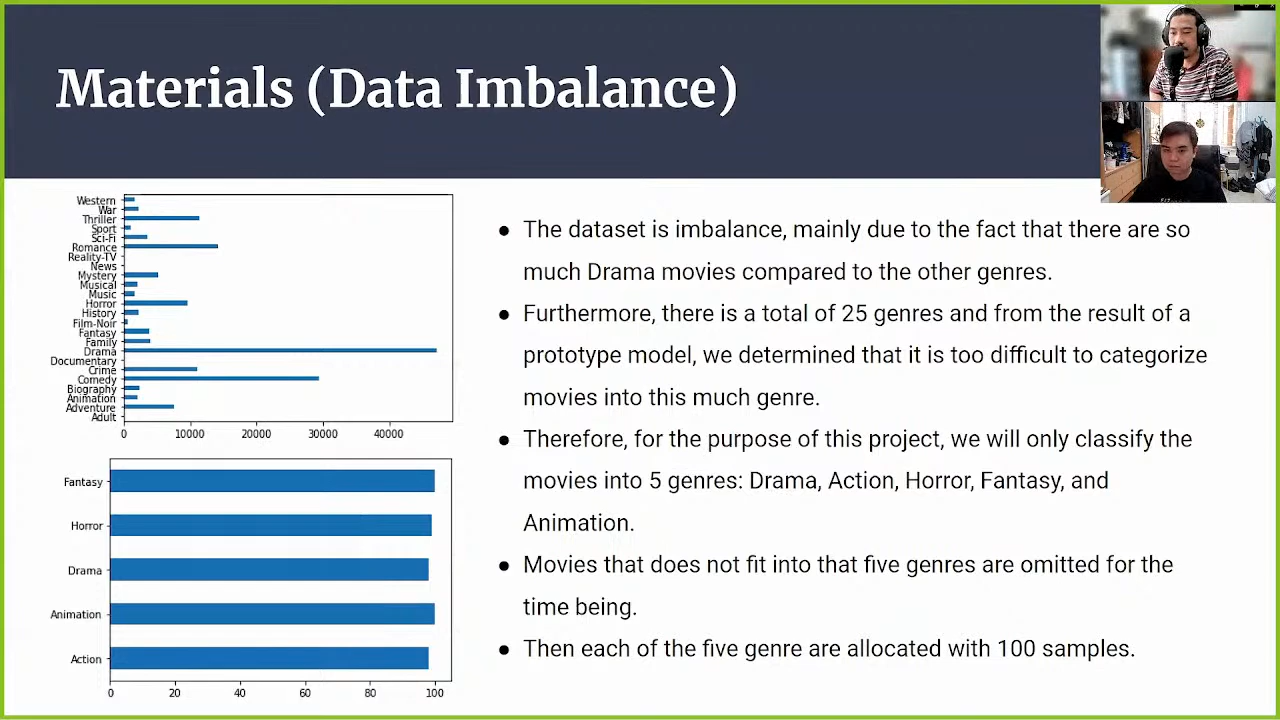 Materials (Data Imbalance)
Western
War
Thriller
Sport
Sci-Fi
Romance
Reality-TV
News
Mystery
Musical
Music
Horror
History
Film-Noir
Fantasy
Family
Drama
Documentary
Crime
Comedy
Biography
Animation
Adventure
Adult
0 10000 20000 30000 40000
Fantasy
Horror
Drama
Animation
Action
0 20 40 60 80 100
● The dataset is imbalance, mainly due to the fact that there are so
much Drama movies compared to the other genres.
● Furthermore, there is a total of 25 genres and from the result of a
prototype model, we determined that it is too difficult to categorize
movies into this much genre.
● Therefore, for the purpose of this project, we will only classify the
movies into 5 genres: Drama, Action, Horror, Fantasy, and
Animation.
● Movies that does not fit into that five genres are omitted for the
time being.
● Then each of the five genre are allocated with 100 samples.